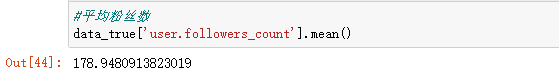 #平均粉丝数
data_true['user.followers_count'].mean()
Out[44]: 178.9480913823019